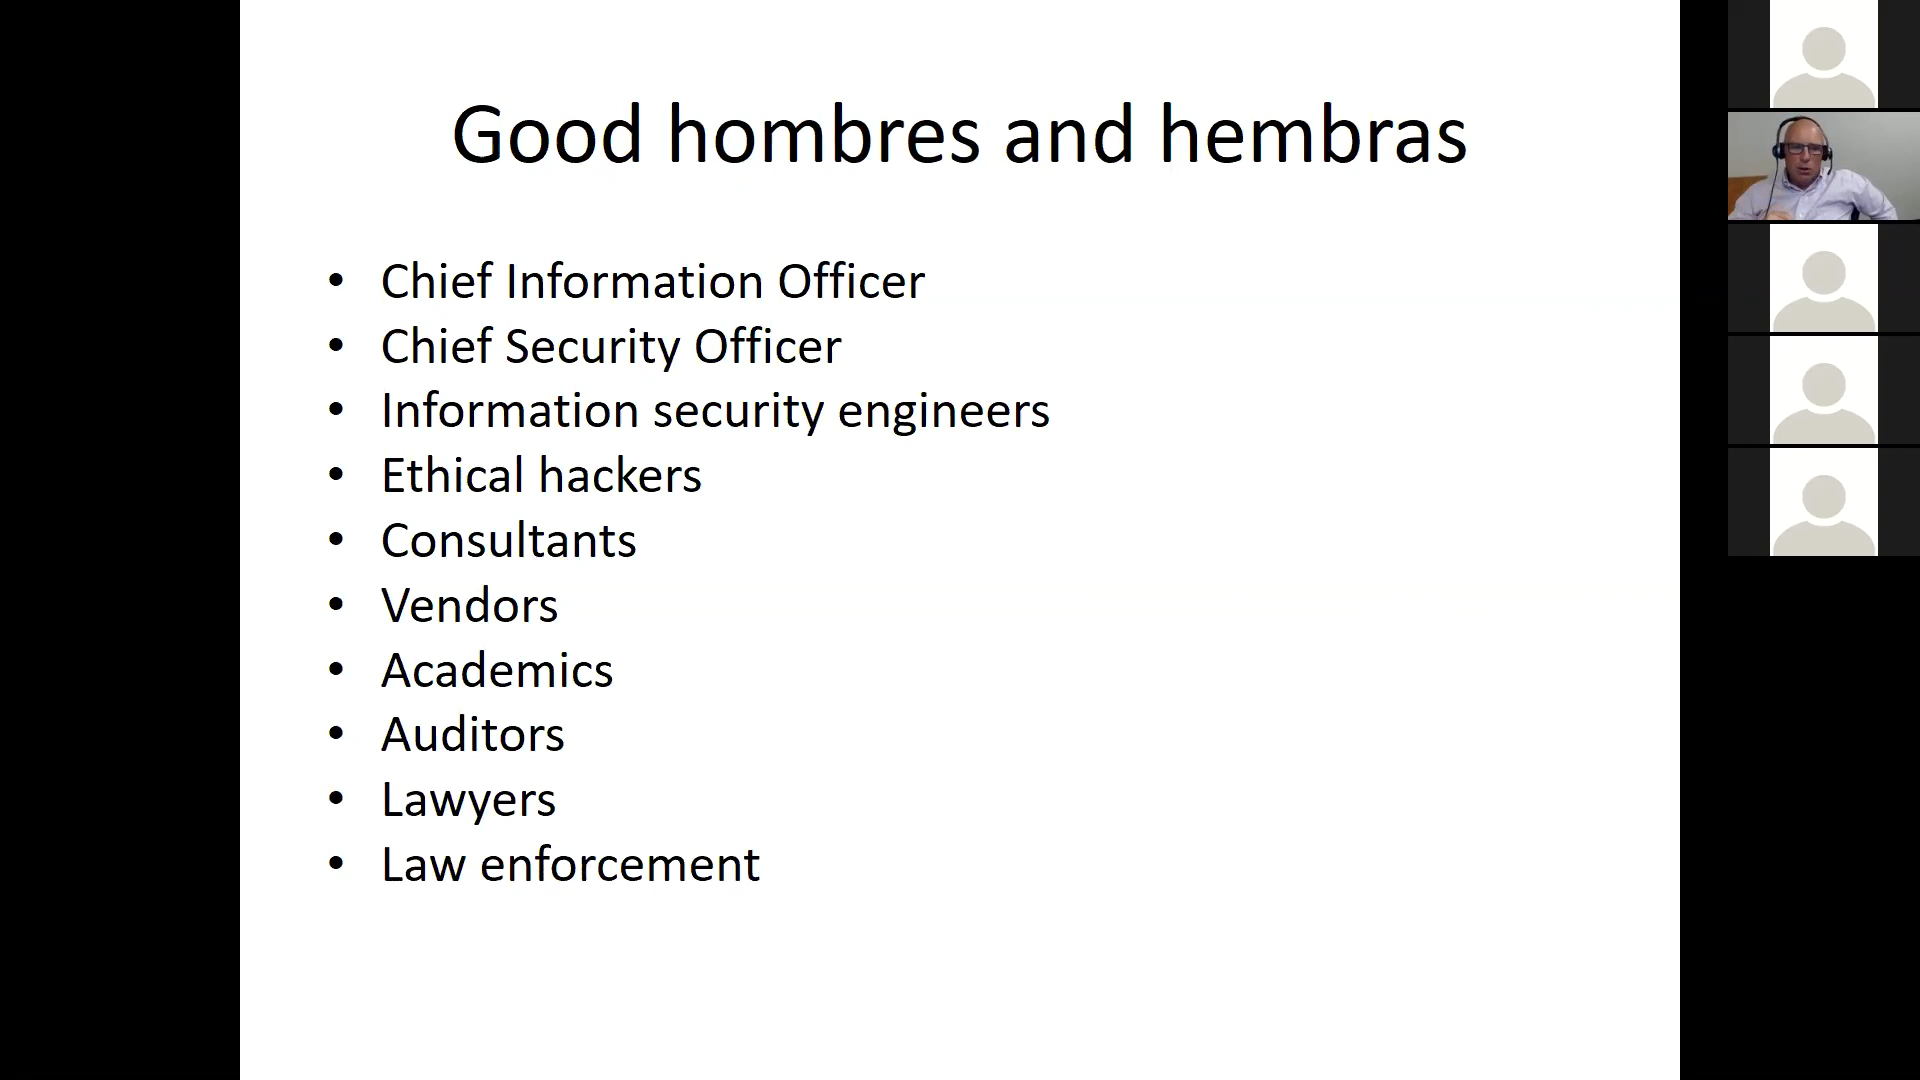 Good hombres and hembras
• Chief Information Officer
• Chief Security Officer
• Information security engineers
• Ethical hackers
• Consultants
• Vendors
• Academics
• Auditors
• Lawyers
• Law enforcement